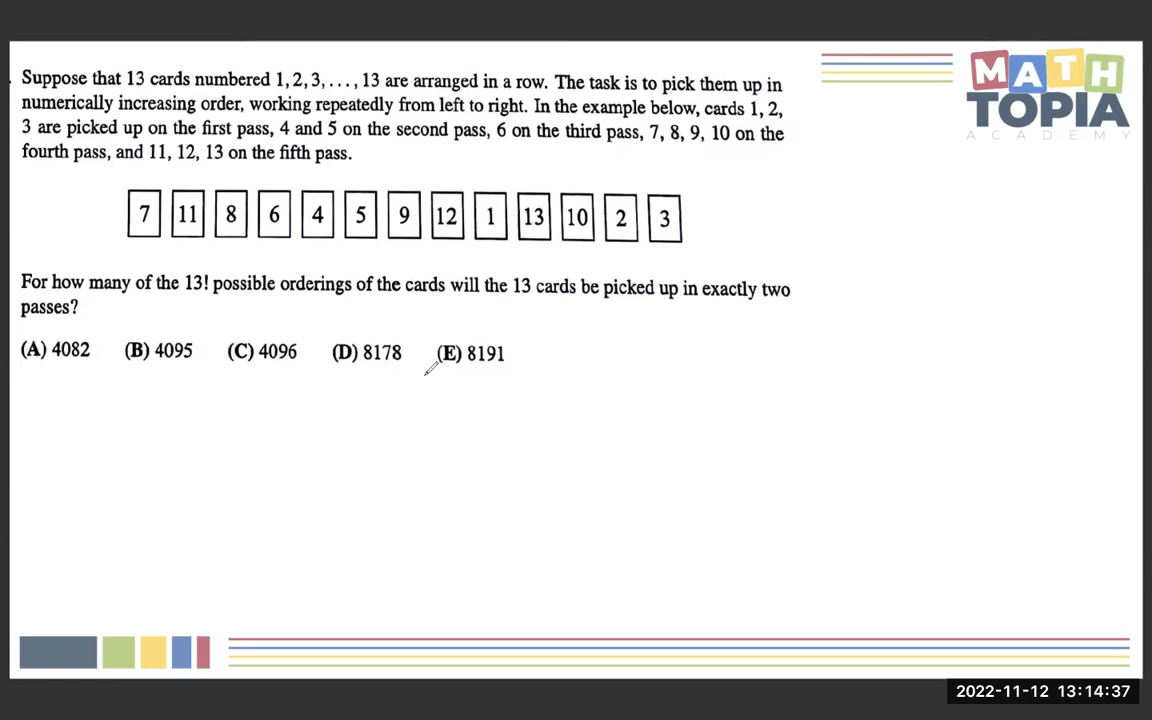 . Suppose that 13 cards numbered 1, 2, 3, . . . , 13 are arranged in a row. The task is to pick them up in
numerically increasing order, working repeatedly from left to right. In the example below, cards 1, 2,
3 are picked up on the first pass, 4 and 5 on the second pass, 6 on the third pass, 7, 8, 9, 10 on the
fourth pass, and 11, 12, 13 on the fifth pass.
7 11 8 6 4 5 9 12 1 13 10 2 3
For how many of the 13! possible orderings of the cards will the 13 cards be picked up in exactly two
passes?
(A) 4082 (B) 4095 (C) 4096 (D) 8178 (E) 8191
MATH
TOPIA
ACADEMY
2022-11-12 13:14:37